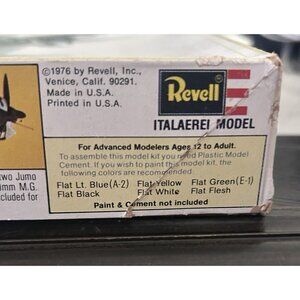 ©1976 by Revell, Inc.,
Venice, Calif. 90291.
Made in U.S.A.
Printed in U.S.A.
Revell
ITALAEREI MODEL
For Advanced Modelers Ages 12 to Adult.
To assemble this model kit you need Plastic Model
Cement. If you wish to paint this model kit, the
following colors are recommended.
Flat Lt. Blue(A-2) Flat Yellow Flat Green(E-1)
Flat Black Flat White Flat Flesh
Paint & Cement not included
two Jumo
mm M.G.
cluded for